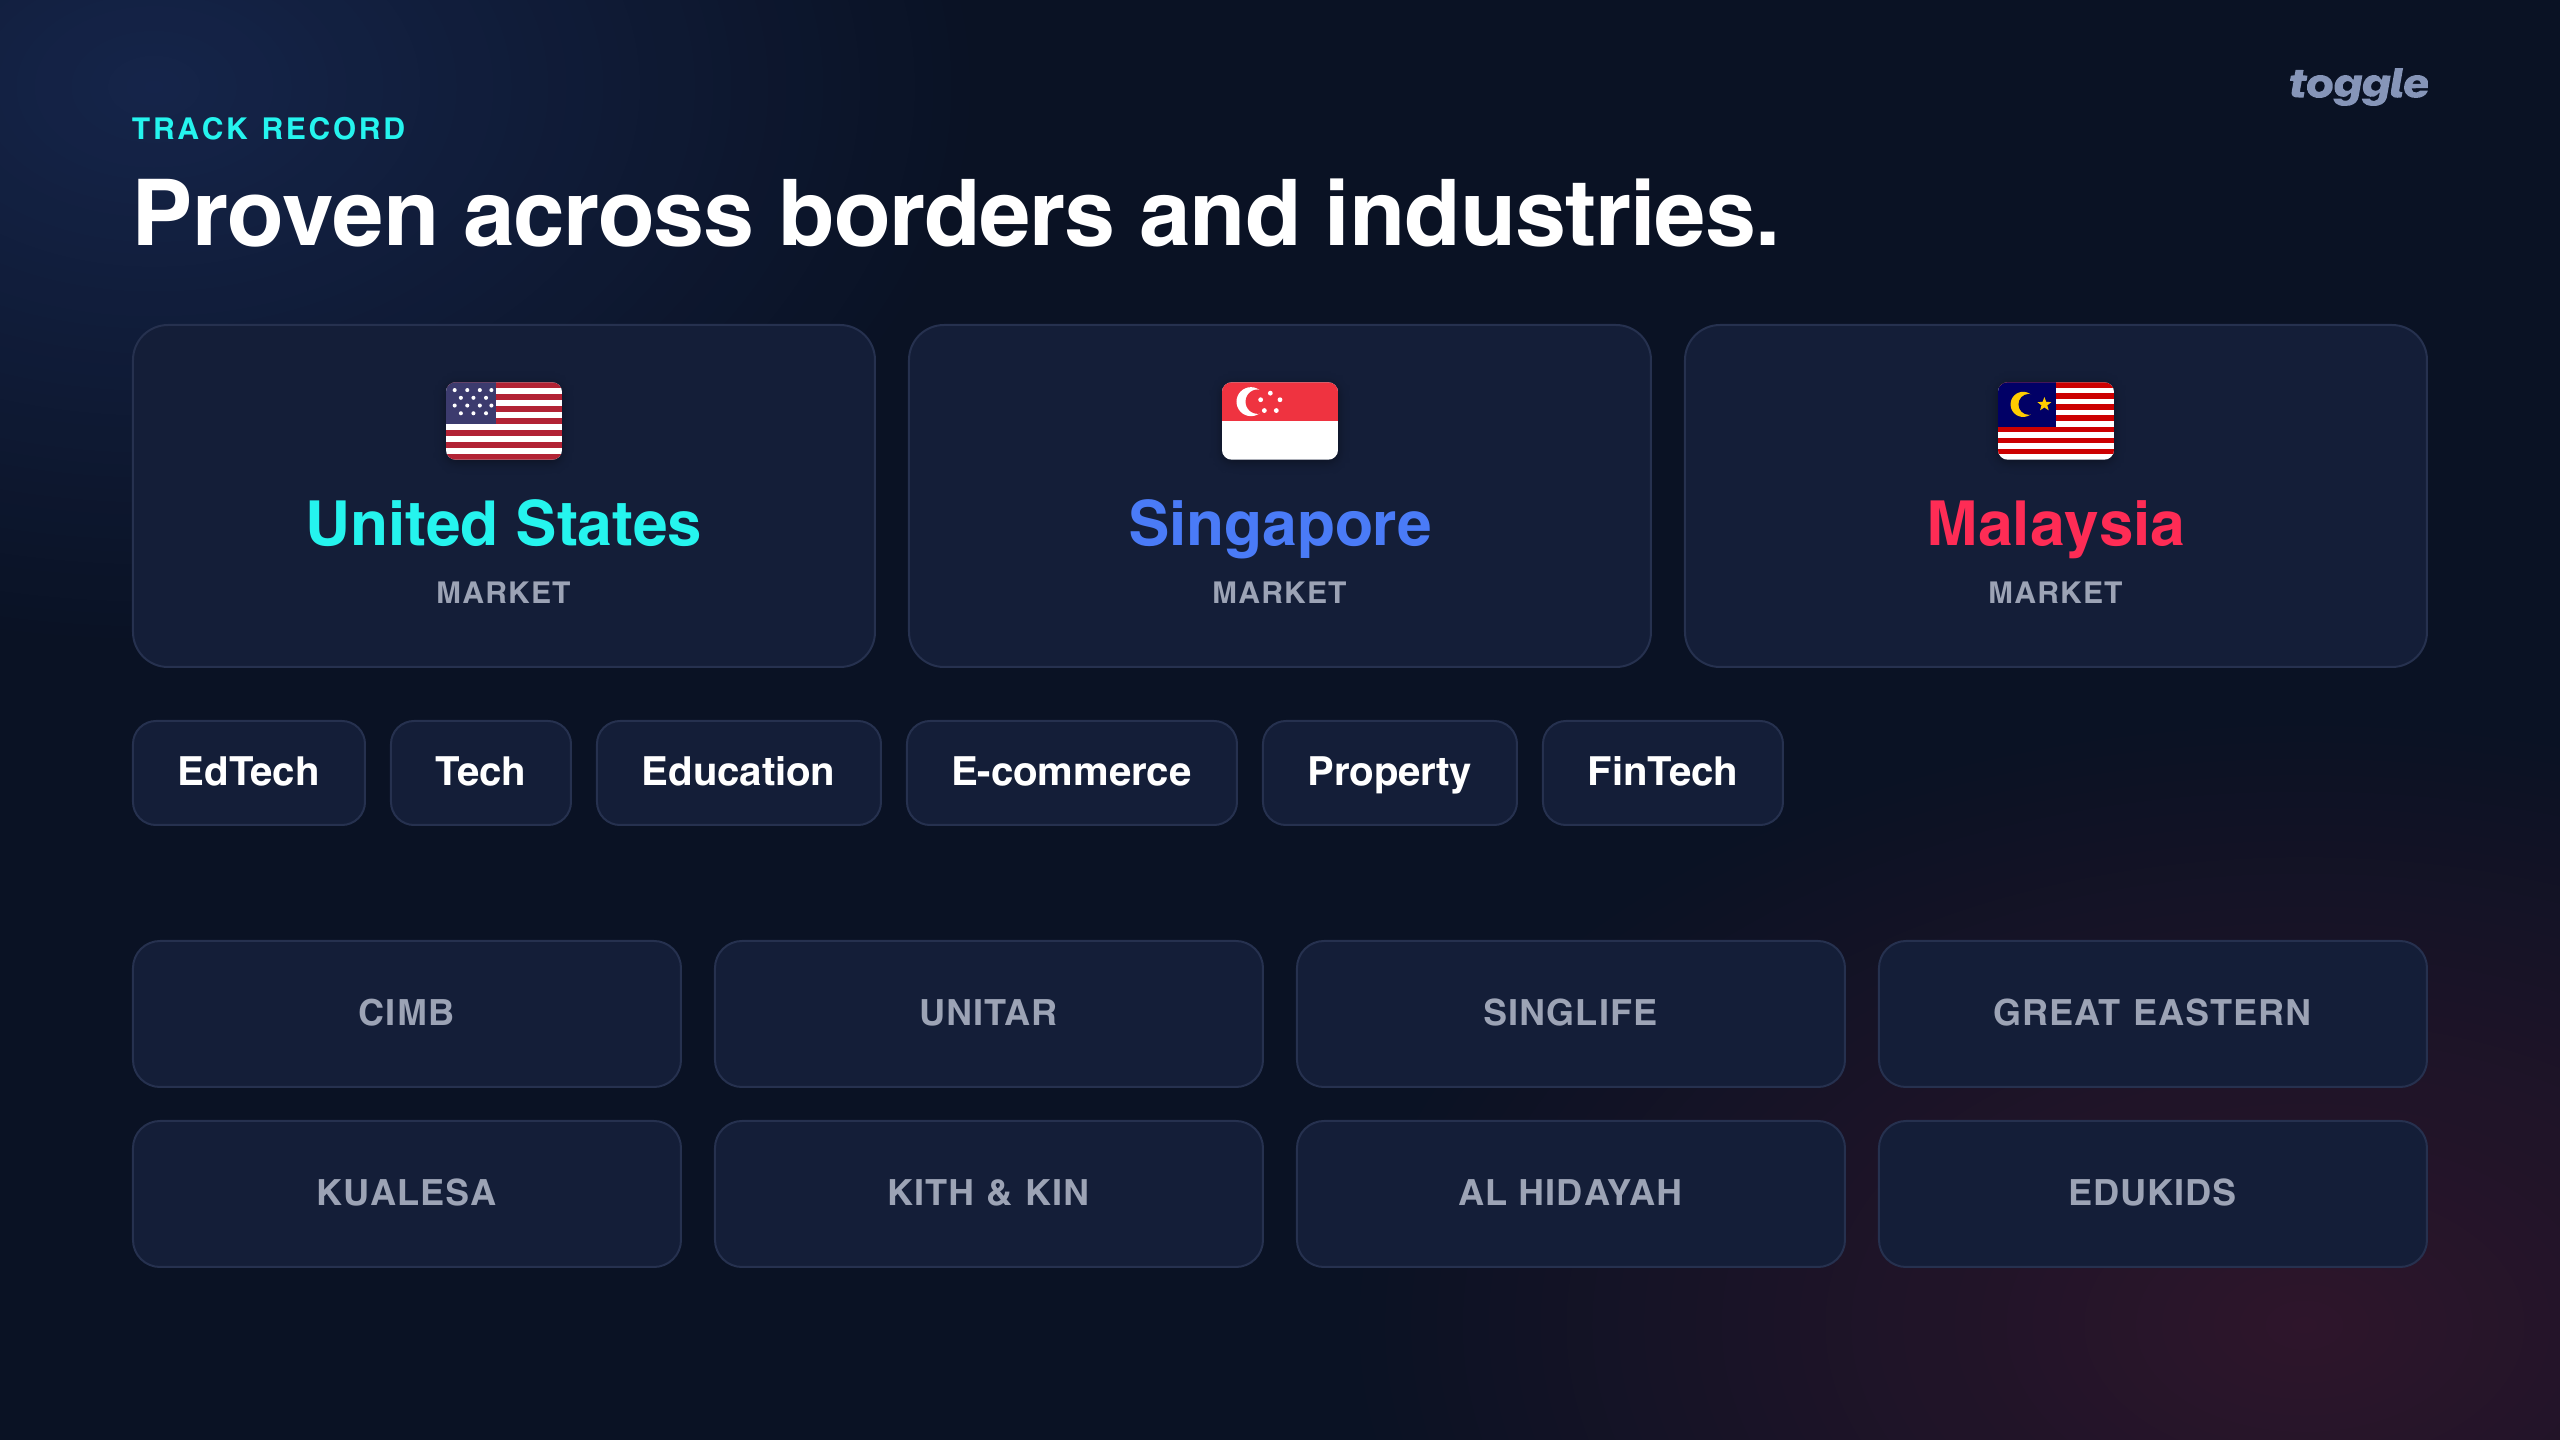 toggle
TRACK RECORD
Proven across borders and industries.
United States
MARKET
Singapore
MARKET
Malaysia
MARKET
EdTech
Tech
Education
E-commerce
Property
FinTech
CIMB
UNITAR
SINGLIFE
GREAT EASTERN
KUALESA
KITH & KIN
AL HIDAYAH
EDUKIDS